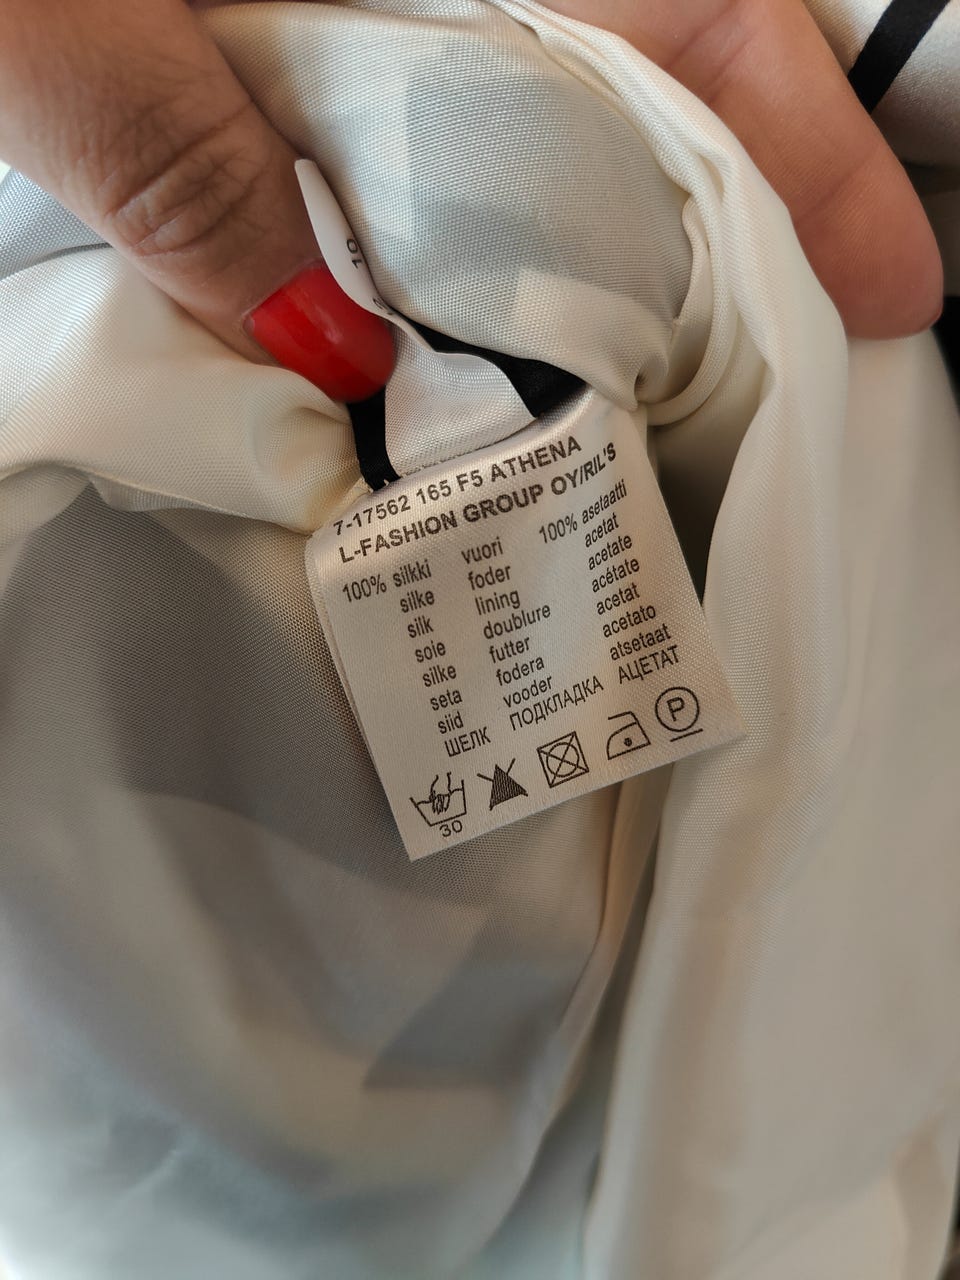 10
7-17562 165 F5 ATHENA
L-FASHION GROUP OY/RIL'S
100% silkki vuori 100% asetaatti
silke foder acetat
silk lining acetate
soie doublure acétate
silke futter acetat
seta fodera acetato
siid vooder atsetaat
ШЕЛК ПОДКЛАДКА АЦЕТАТ
30 P